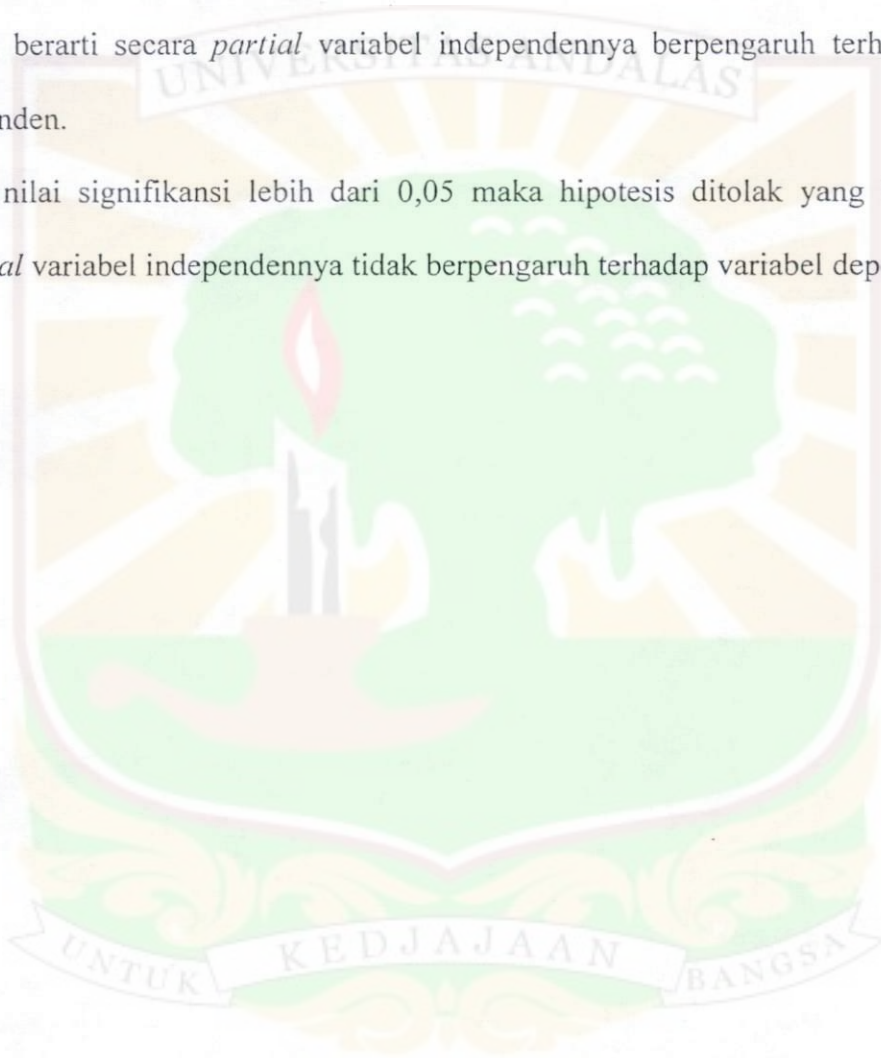 berarti secara partial variabel independennya berpengaruh terh
UNIVERSITAS ANDALAS
nden.
nilai signifikansi lebih dari 0,05 maka hipotesis ditolak yang
al variabel independennya tidak berpengaruh terhadap variabel dep
UNTUK KEDJAJAAN BANGSA